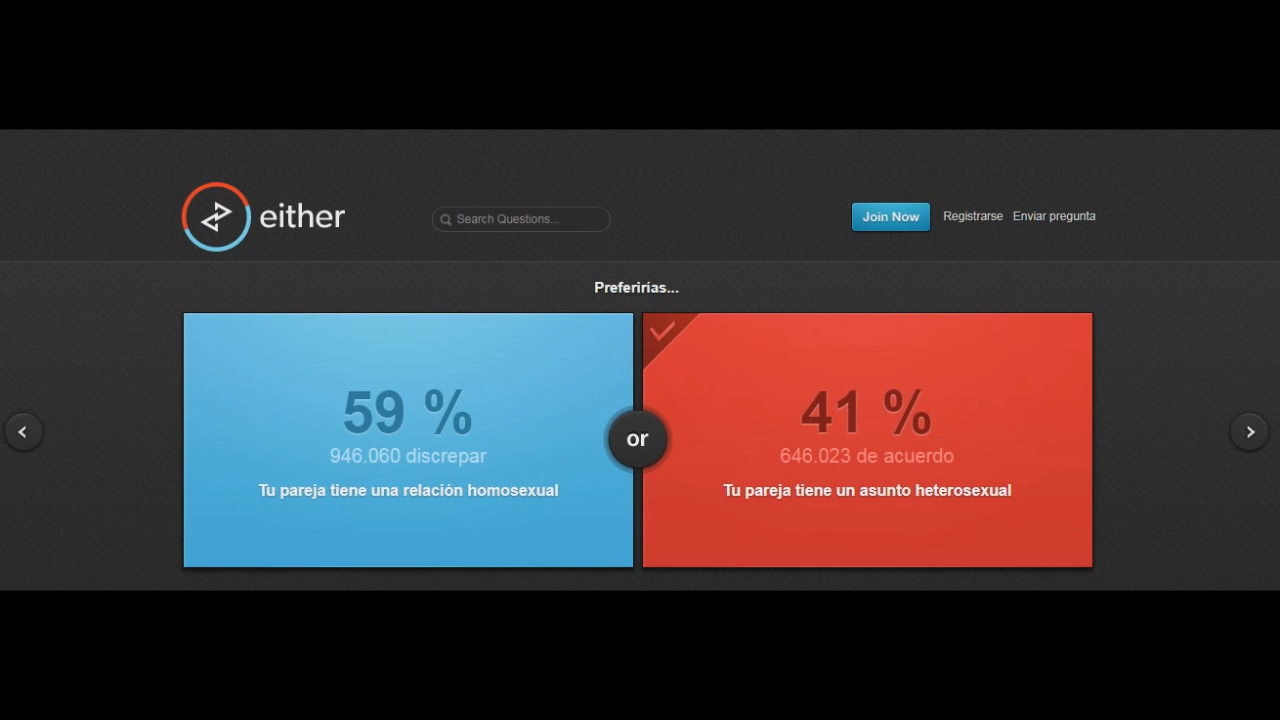 either
Search Questions...
Join Now
Registrarse
Enviar pregunta
Preferirías...
59 %
946.060 discrepar
Tu pareja tiene una relación homosexual
or
41 %
646.023 de acuerdo
Tu pareja tiene un asunto heterosexual